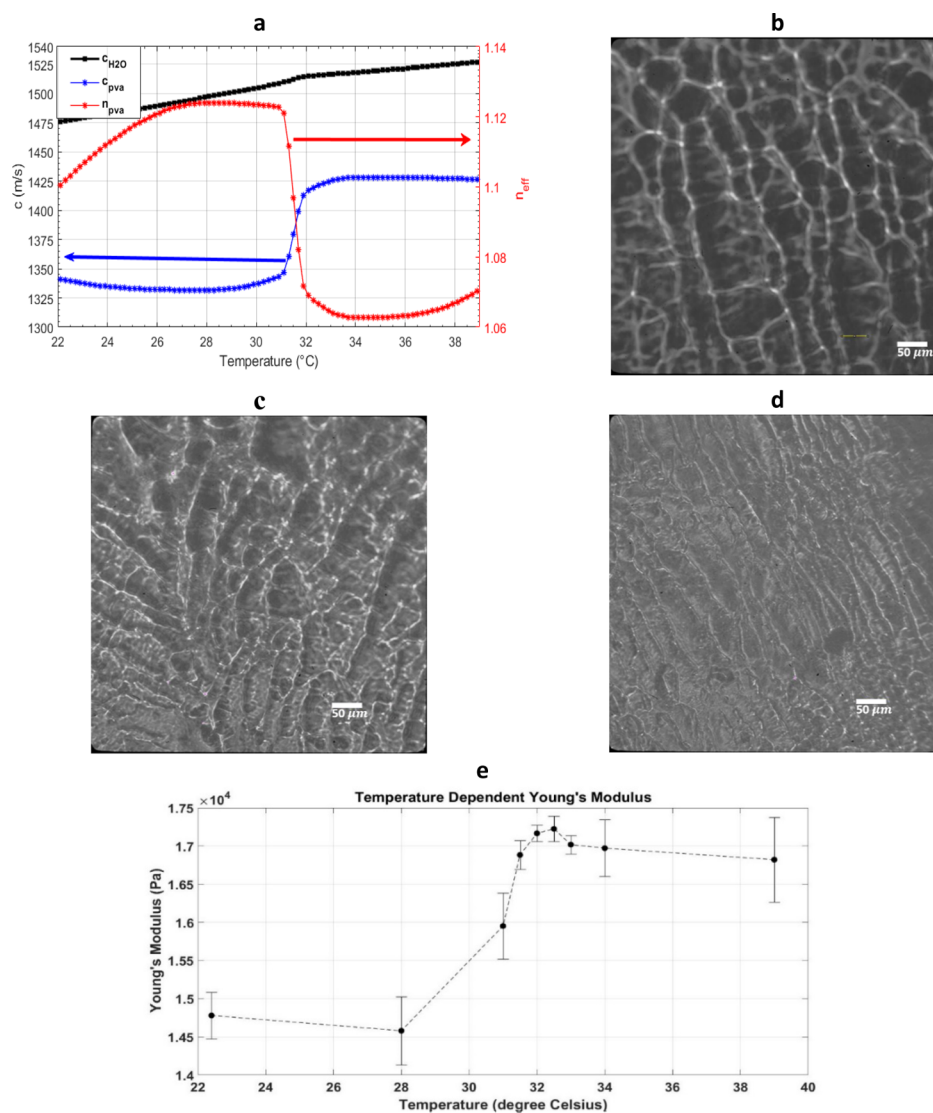 a
1540
1525
1500
1475
1450
1425
1400
1375
1350
1325
1300
c (m/s)
c_H2O
c_pva
n_pva
1.14
1.12
1.1
1.08
1.06
n_eff
22 24 26 28 30 32 34 36 38
Temperature (°C)
b
50 μm
c
50 μm
d
50 μm
e
Temperature Dependent Young's Modulus
×10⁴
1.75
1.7
1.65
1.6
1.55
1.5
1.45
1.4
Young's Modulus (Pa)
22 24 26 28 30 32 34 36 38 40
Temperature (degree Celsius)